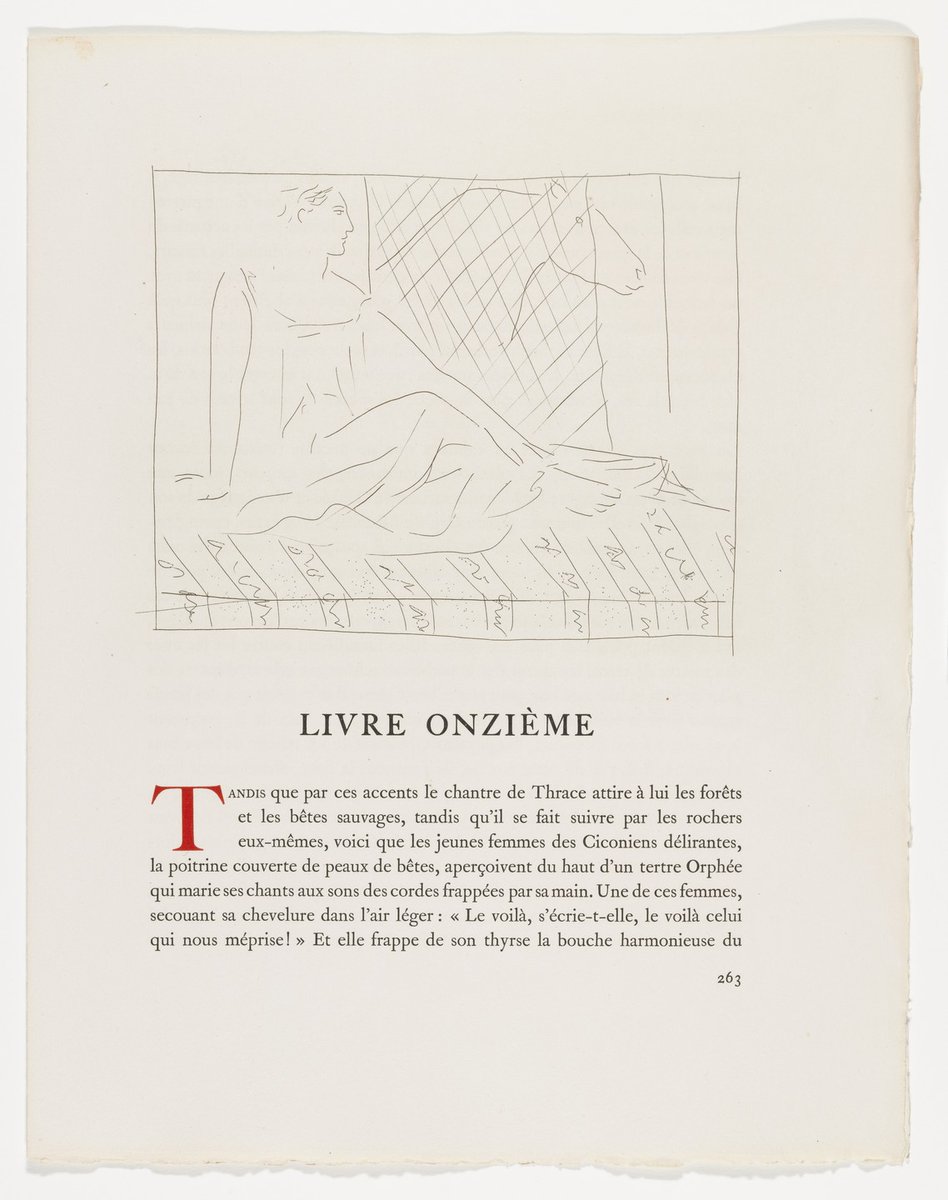 LIVRE ONZIÈME
TANDIS que par ces accents le chantre de Thrace attire à lui les forêts
et les bêtes sauvages, tandis qu’il se fait suivre par les rochers
eux-mêmes, voici que les jeunes femmes des Ciconiens délirantes,
la poitrine couverte de peaux de bêtes, aperçoivent du haut d’un tertre Orphée
qui marie ses chants aux sons des cordes frappées par sa main. Une de ces femmes,
secouant sa chevelure dans l’air léger : « Le voilà, s’écrie-t-elle, le voilà celui
qui nous méprise! » Et elle frappe de son thyrse la bouche harmonieuse du
263